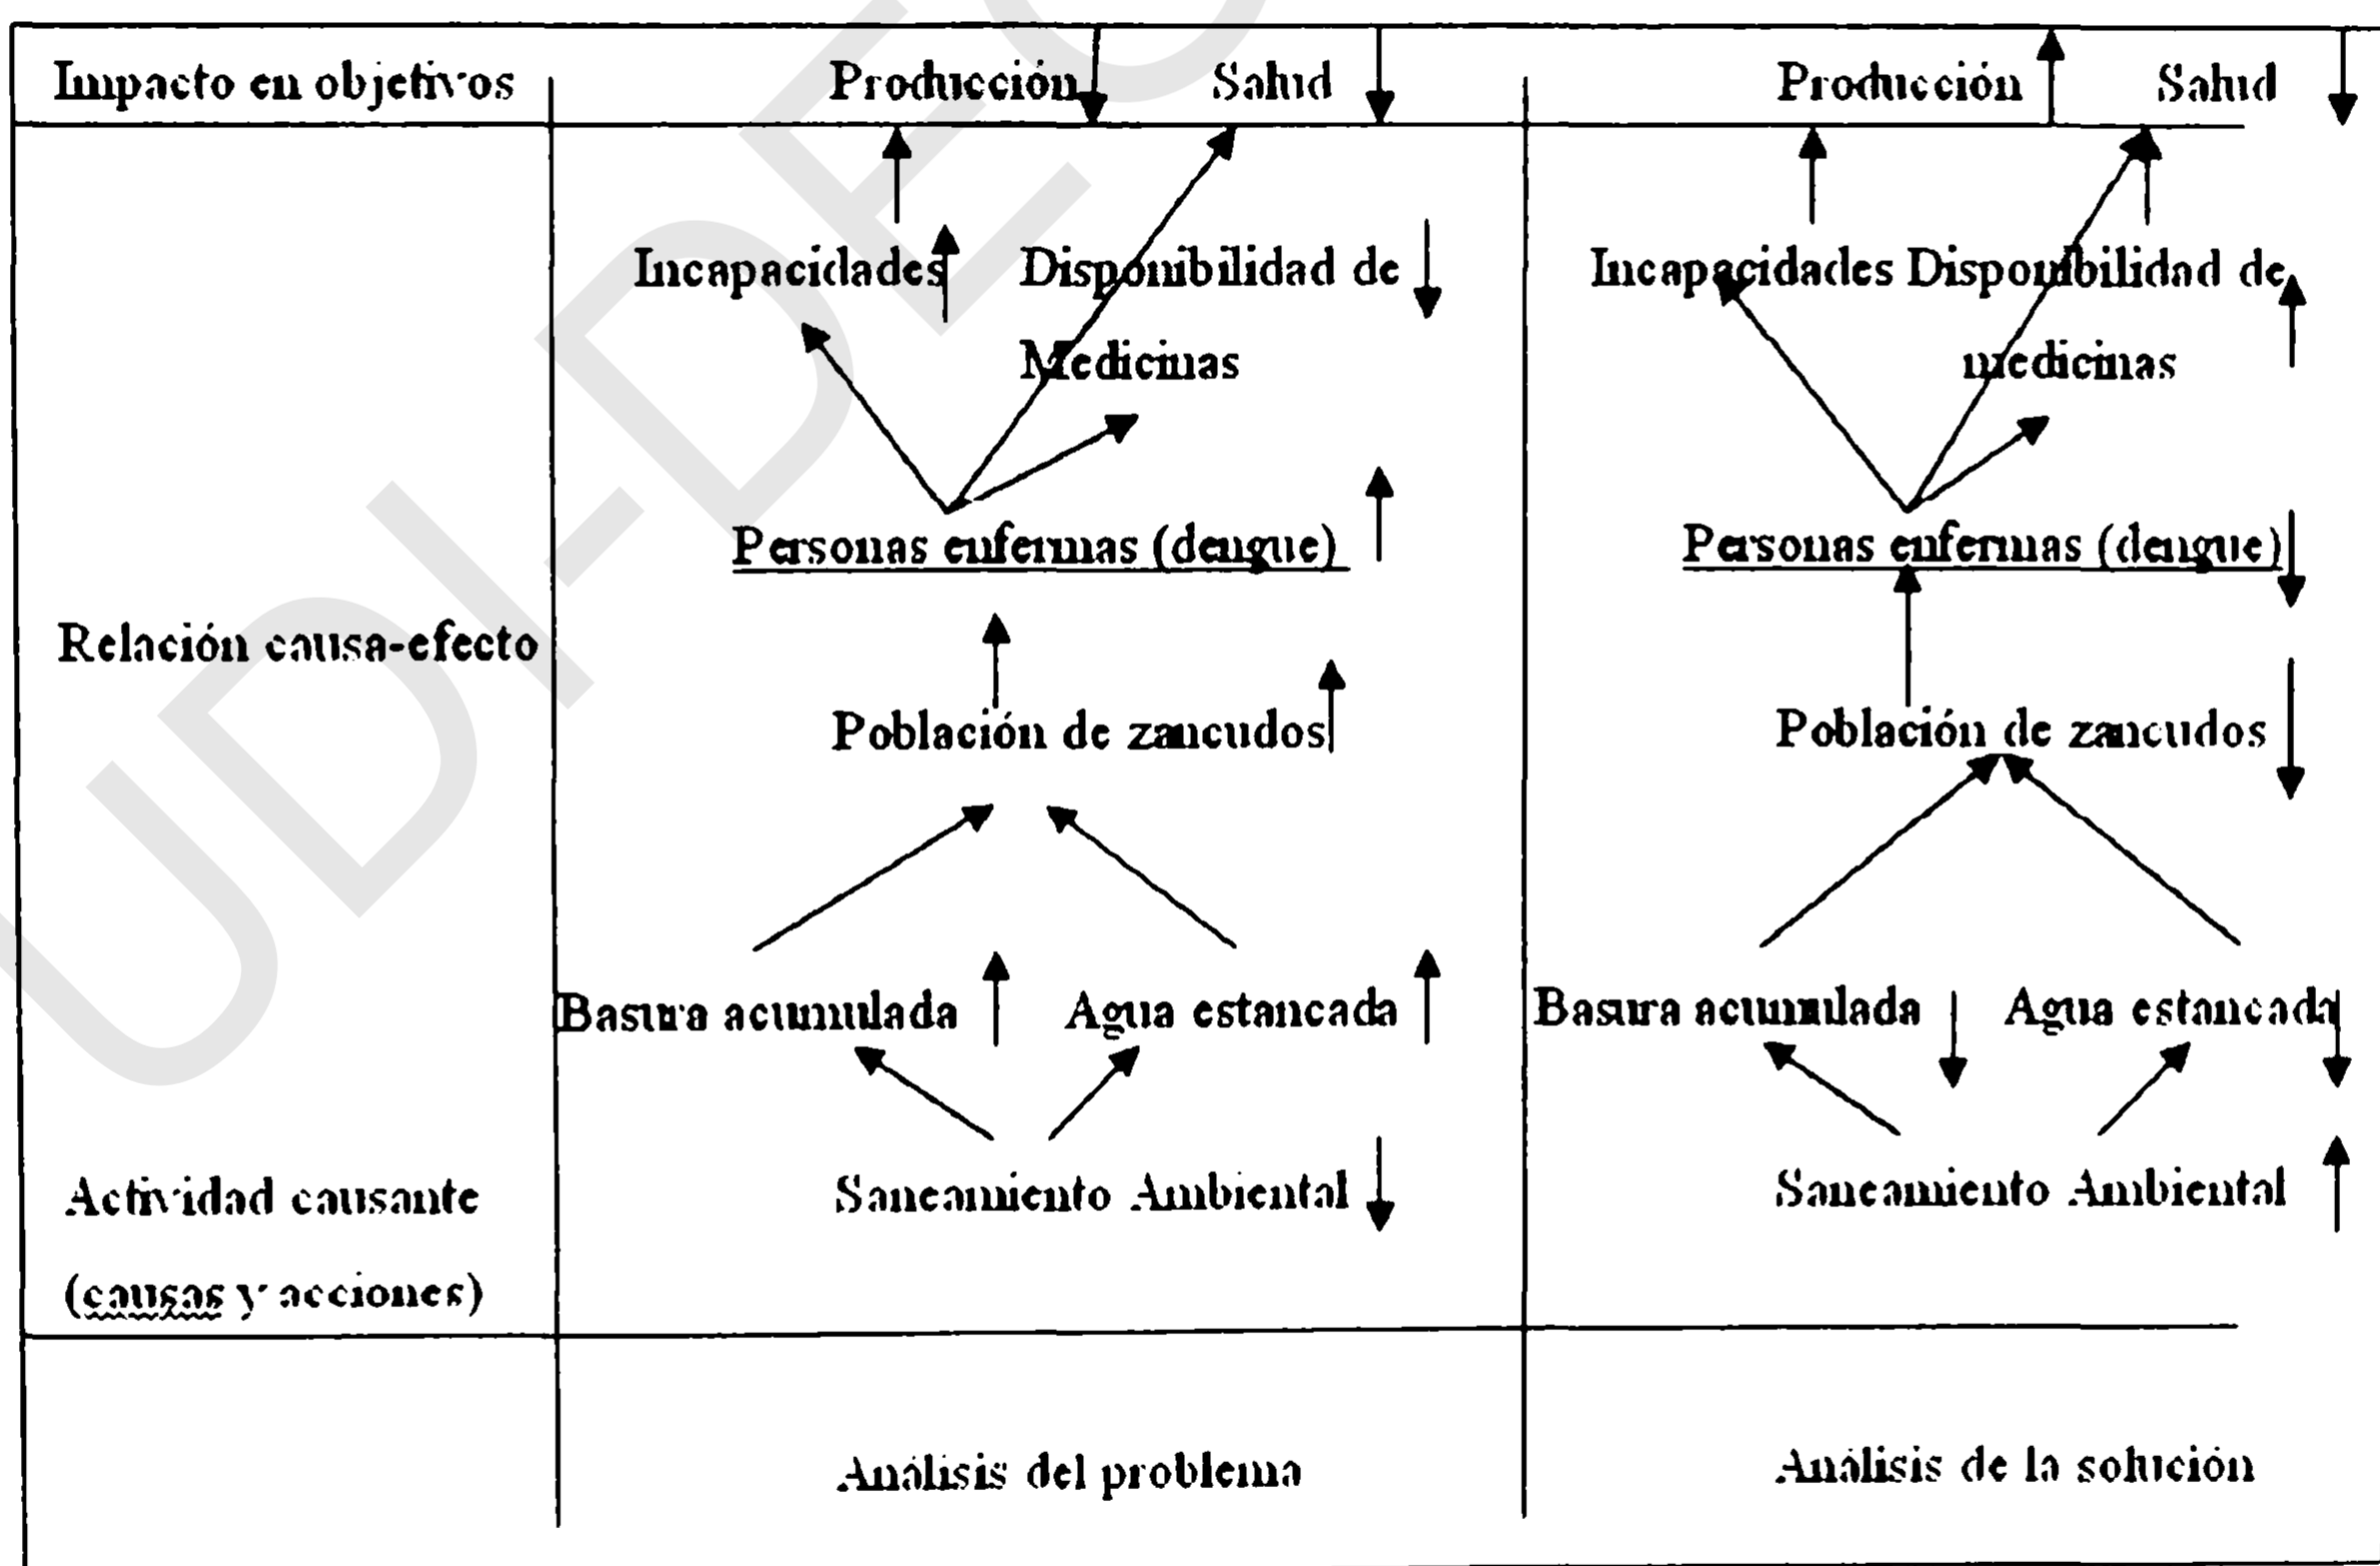 Impacto en objetivos
Producción Salud
Producción Salud
Incapacidades Disponibilidad de
Medicinas
Incapacidades Disponibilidad de
medicinas
Personas enfermas (dengue)
Personas enfermas (dengue)
Relación causa-efecto
Población de zancudos
Población de zancudos
Basura acumulada Agua estancada
Basura acumulada Agua estancada
Actividad causante
(causas y acciones)
Saneamiento Ambiental
Saneamiento Ambiental
Análisis del problema
Análisis de la solución
UDI-DE